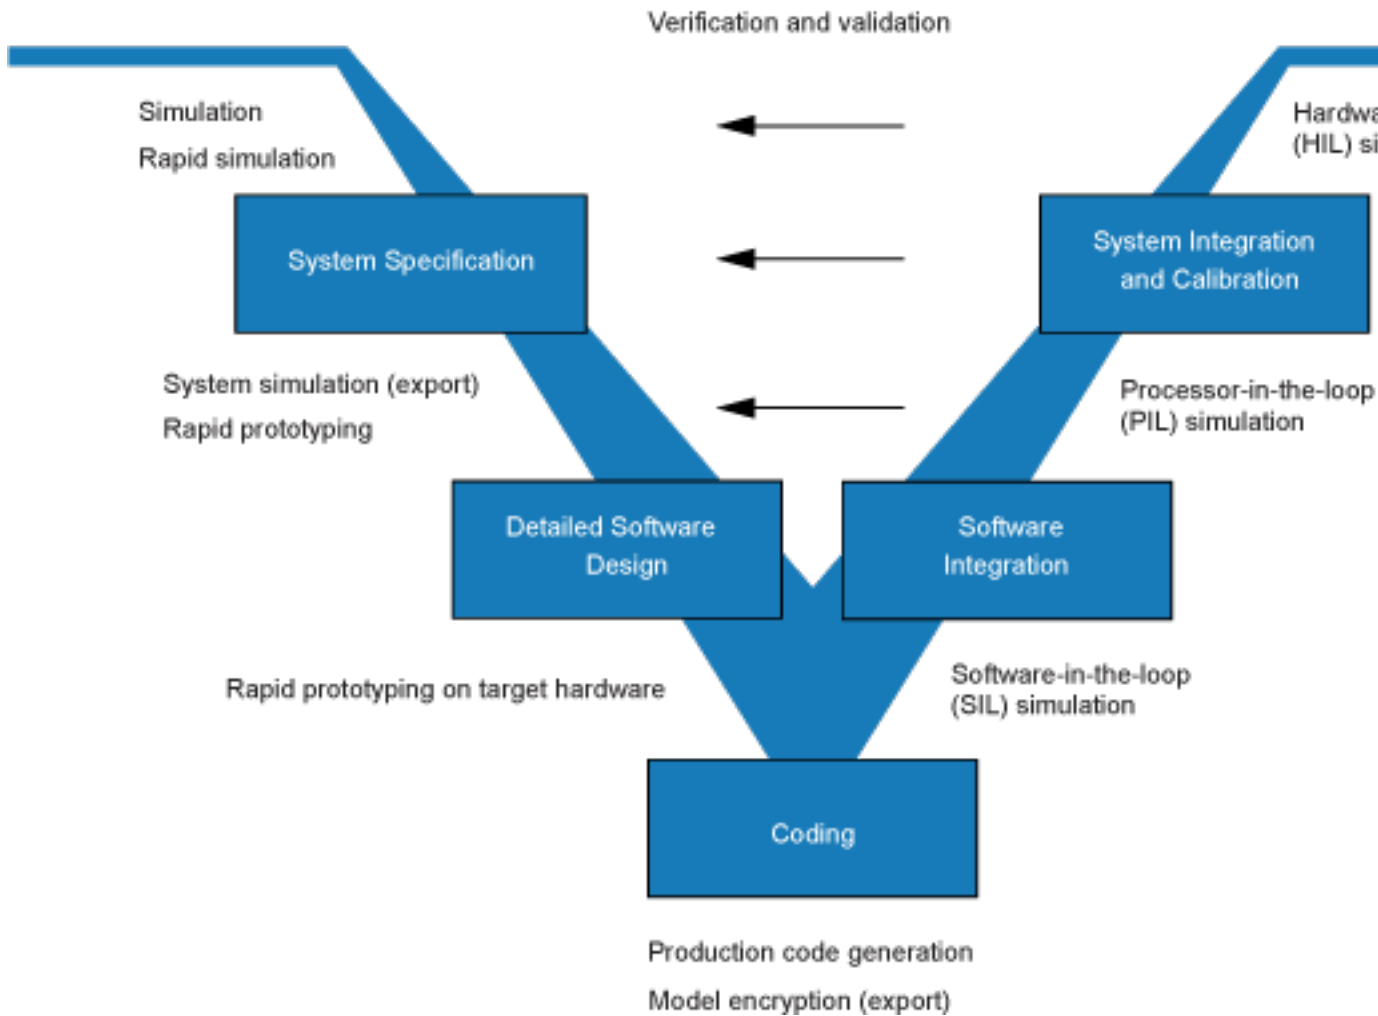 Verification and validation
Simulation
Rapid simulation
(HIL)
System Specification
System Integration
and Calibration
System simulation (export)
Rapid prototyping
Processor-in-the-loop
(PIL) simulation
Detailed Software
Design
Software
Integration
Rapid prototyping on target hardware
Software-in-the-loop
(SIL) simulation
Coding
Production code generation
Model encryption (export)